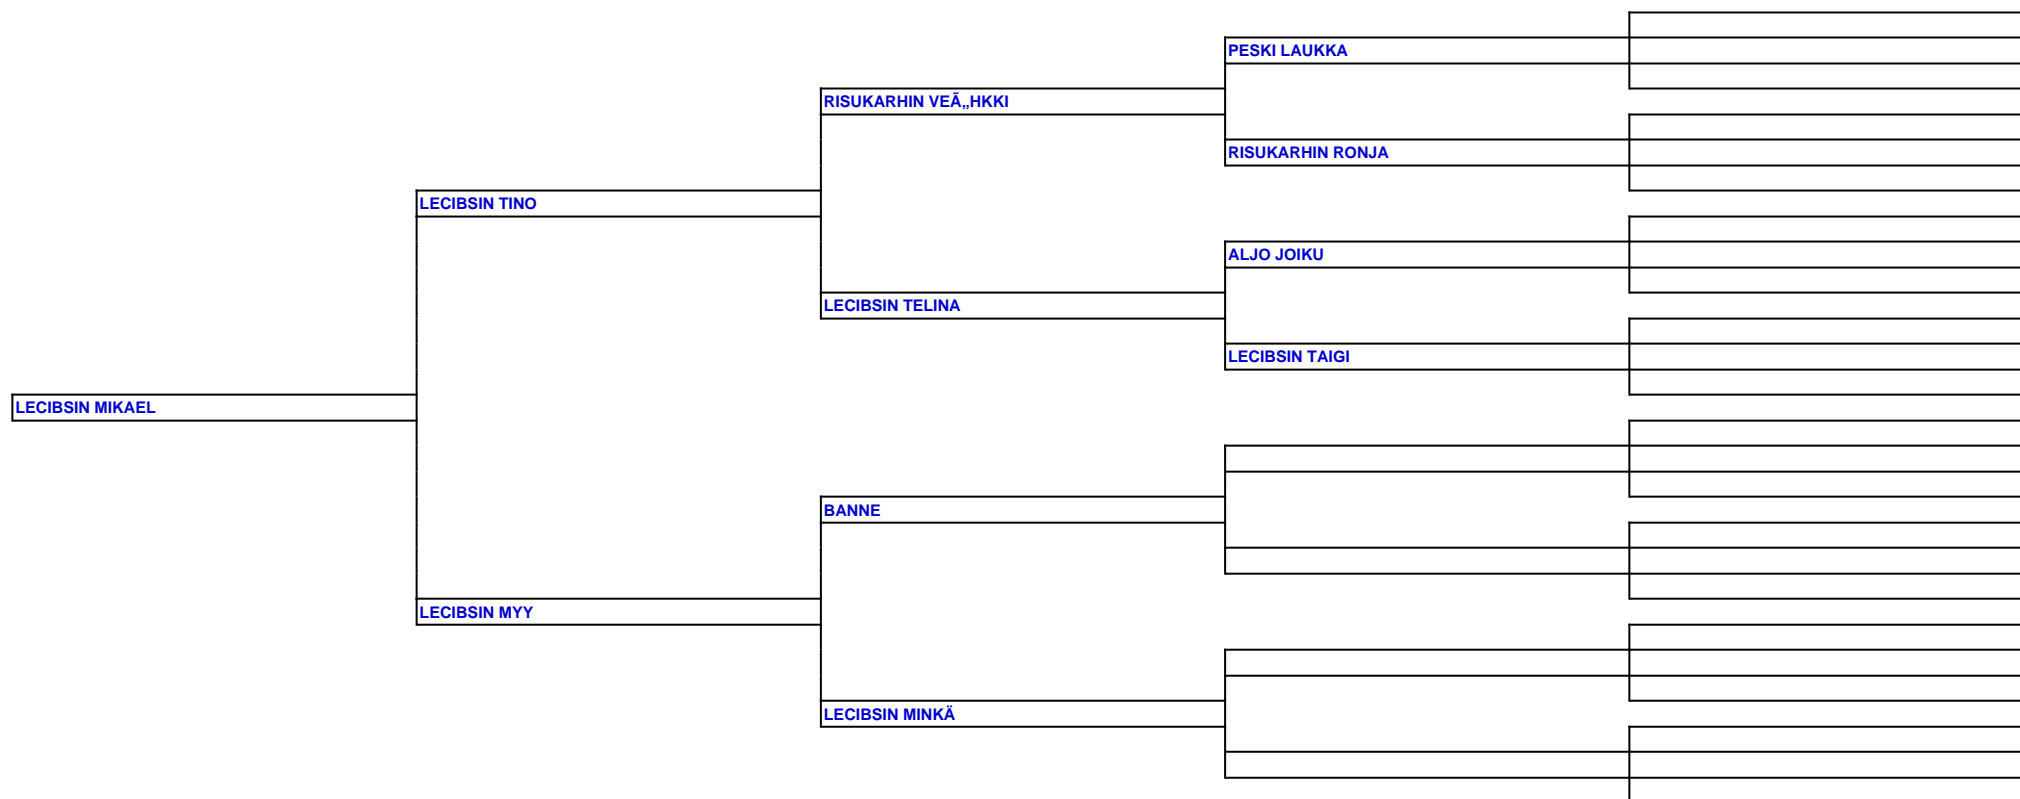 PESKI LAUKKA
RISUKARHIN VEÃ„HKKI
RISUKARHIN RONJA
LECIBSIN TINO
ALJO JOIKU
LECIBSIN TELINA
LECIBSIN TAIGI
LECIBSIN MIKAEL
BANNE
LECIBSIN MYY
LECIBSIN MINKÄ